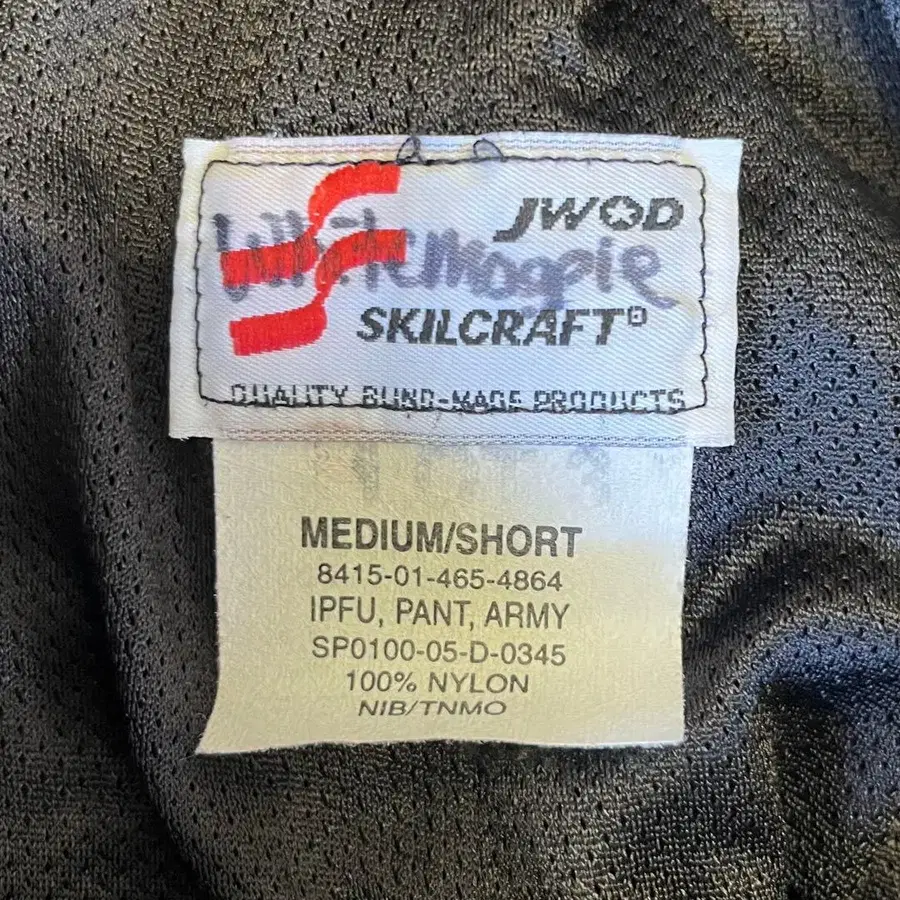 JWOD
Whitemagpie
SKILCRAFT®
QUALITY BLIND-MADE PRODUCTS
MEDIUM/SHORT
8415-01-465-4864
IPFU, PANT, ARMY
SP0100-05-D-0345
100% NYLON
NIB/TNMO